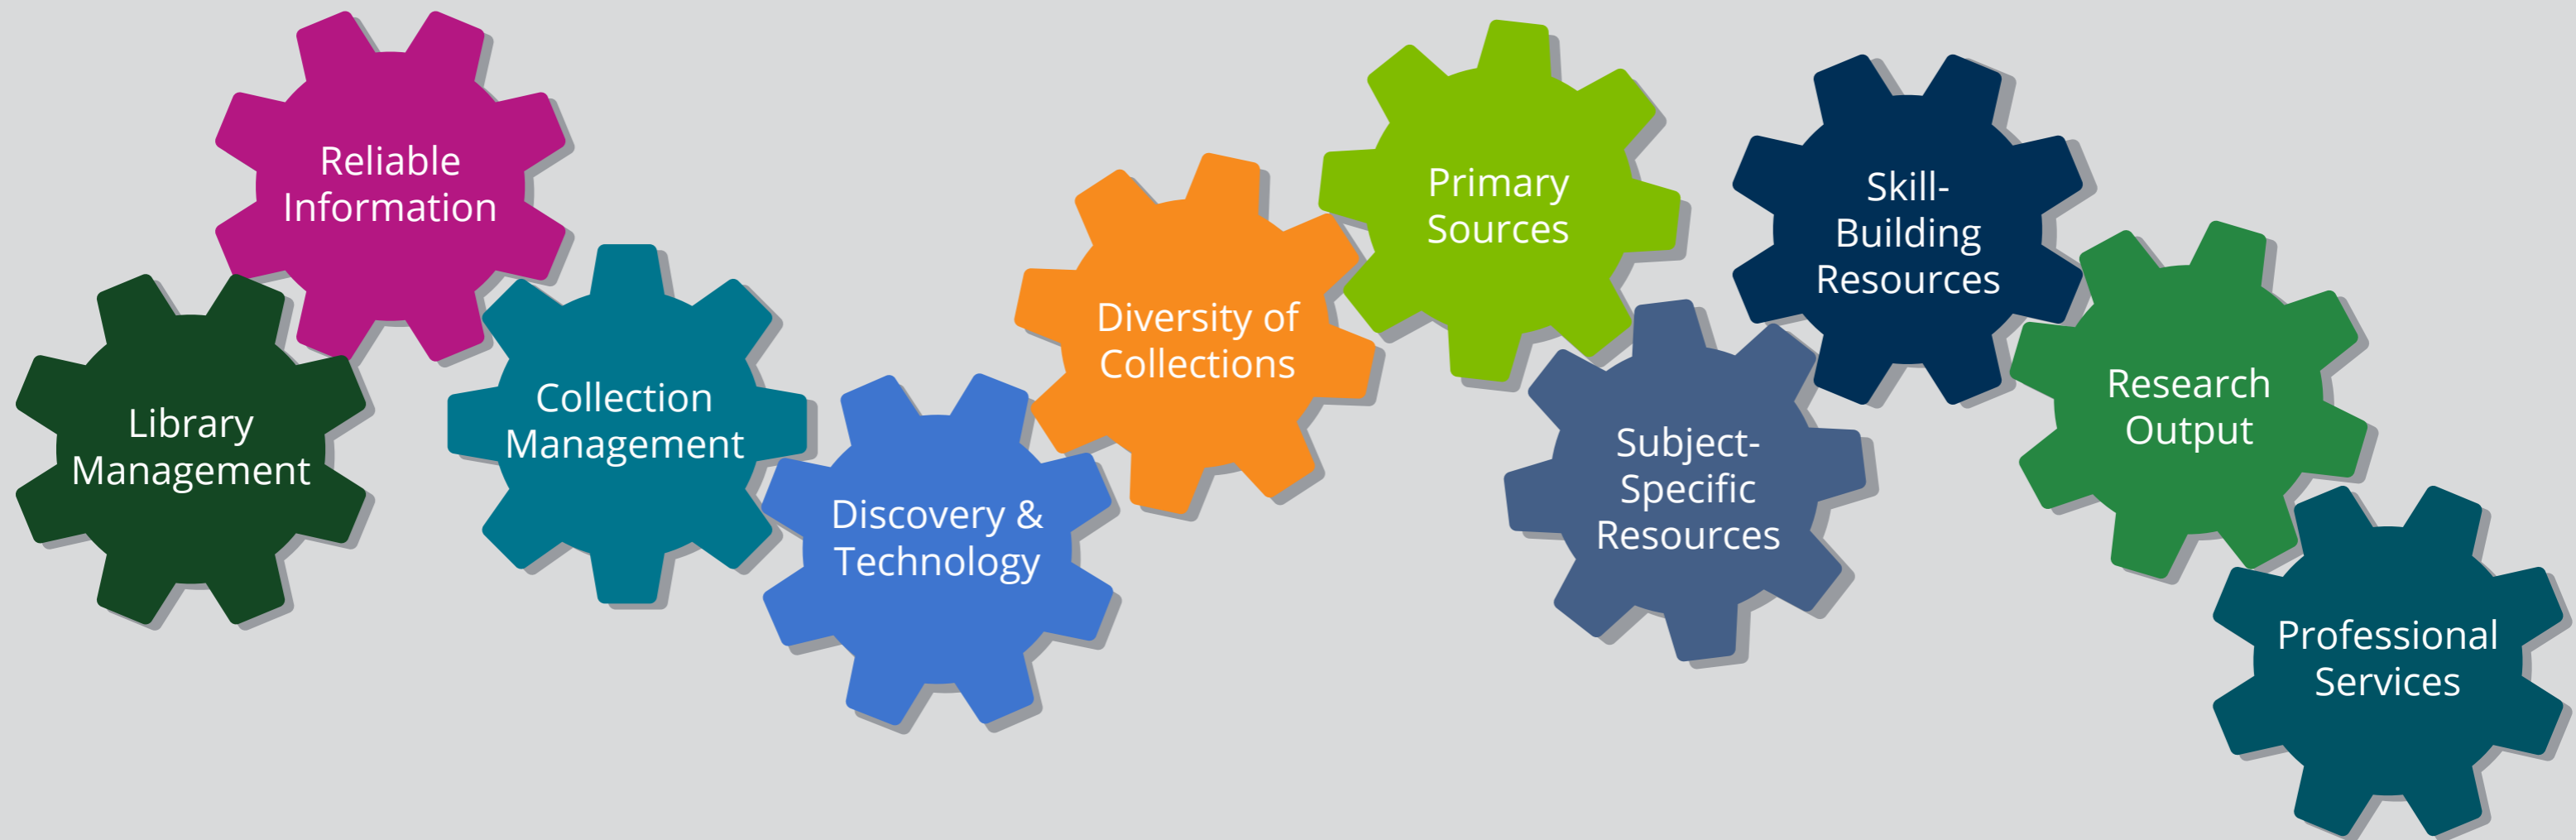 Reliable
Information
Library
Management
Collection
Management
Discovery &
Technology
Diversity of
Collections
Primary
Sources
Subject-
Specific
Resources
Skill-
Building
Resources
Research
Output
Professional
Services